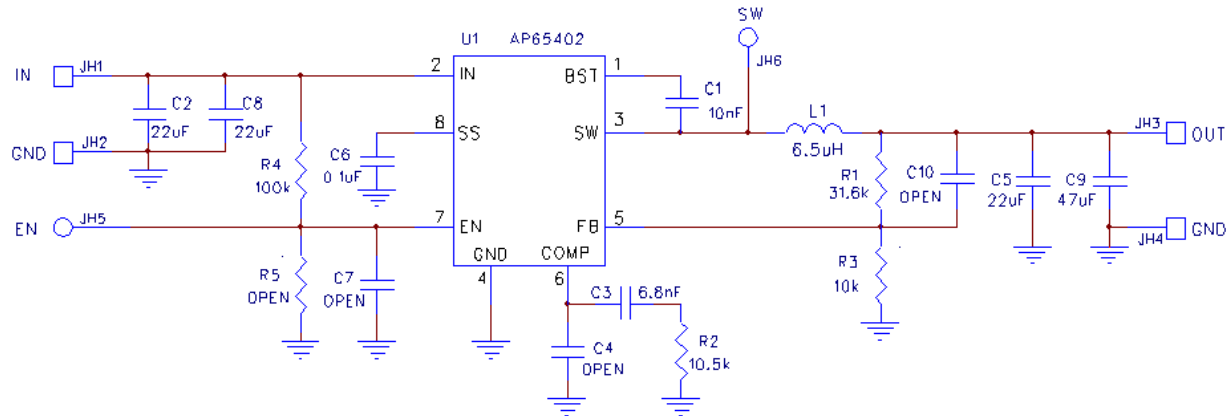 SW
U1 AP65402
JH6
IN
JH1
2
IN
BST
1
C1
10nF
C2
22uF
C8
22uF
8
SS
SW
3
L1
6.5uH
JH3
OUT
GND
JH2
R4
100k
C6
0.1uF
R1
31.6k
C10
OPEN
C5
22uF
C9
47uF
EN
JH5
7
EN
FB
5
JH4
GND
GND
COMP
4
6
R5
OPEN
C7
OPEN
C3 6.8nF
R3
10k
C4
OPEN
R2
10.5k